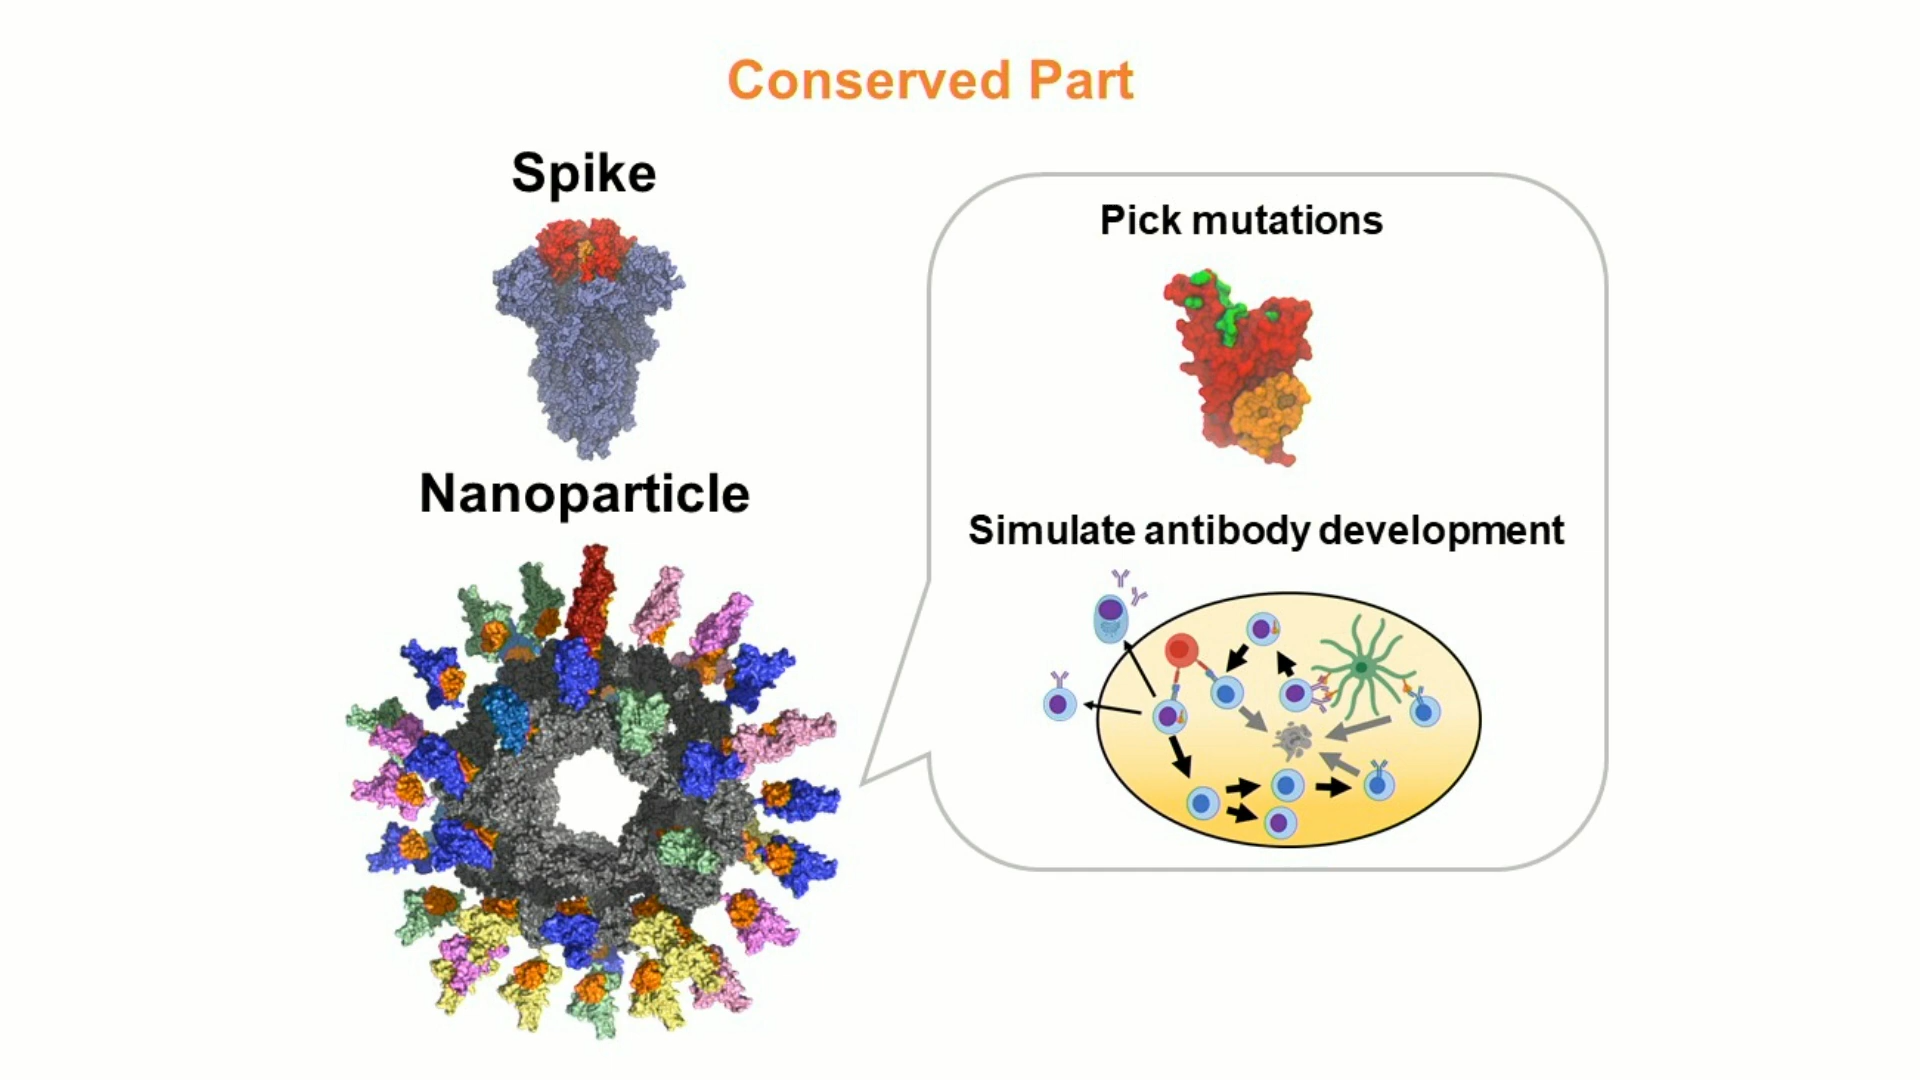 Conserved Part
Spike
Nanoparticle
Pick mutations
Simulate antibody development